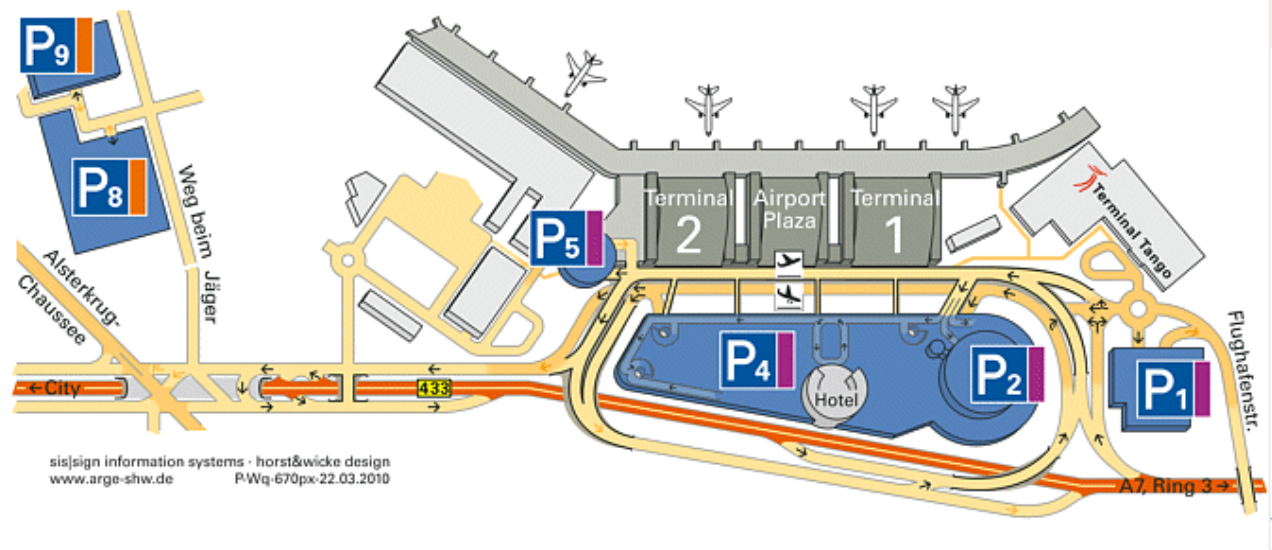 P9
P8
Weg beim
Jäger
Alsterkrug-
Chaussee
←City
433
P5
Terminal
2
Airport
Plaza
Terminal
1
Terminal Tango
P4
Hotel
P2
P1
Flughafenstr.
A7, Ring 3→
sis|sign information systems · horst&wicke design
www.arge-shw.de P-Wq-670px-22.03.2010